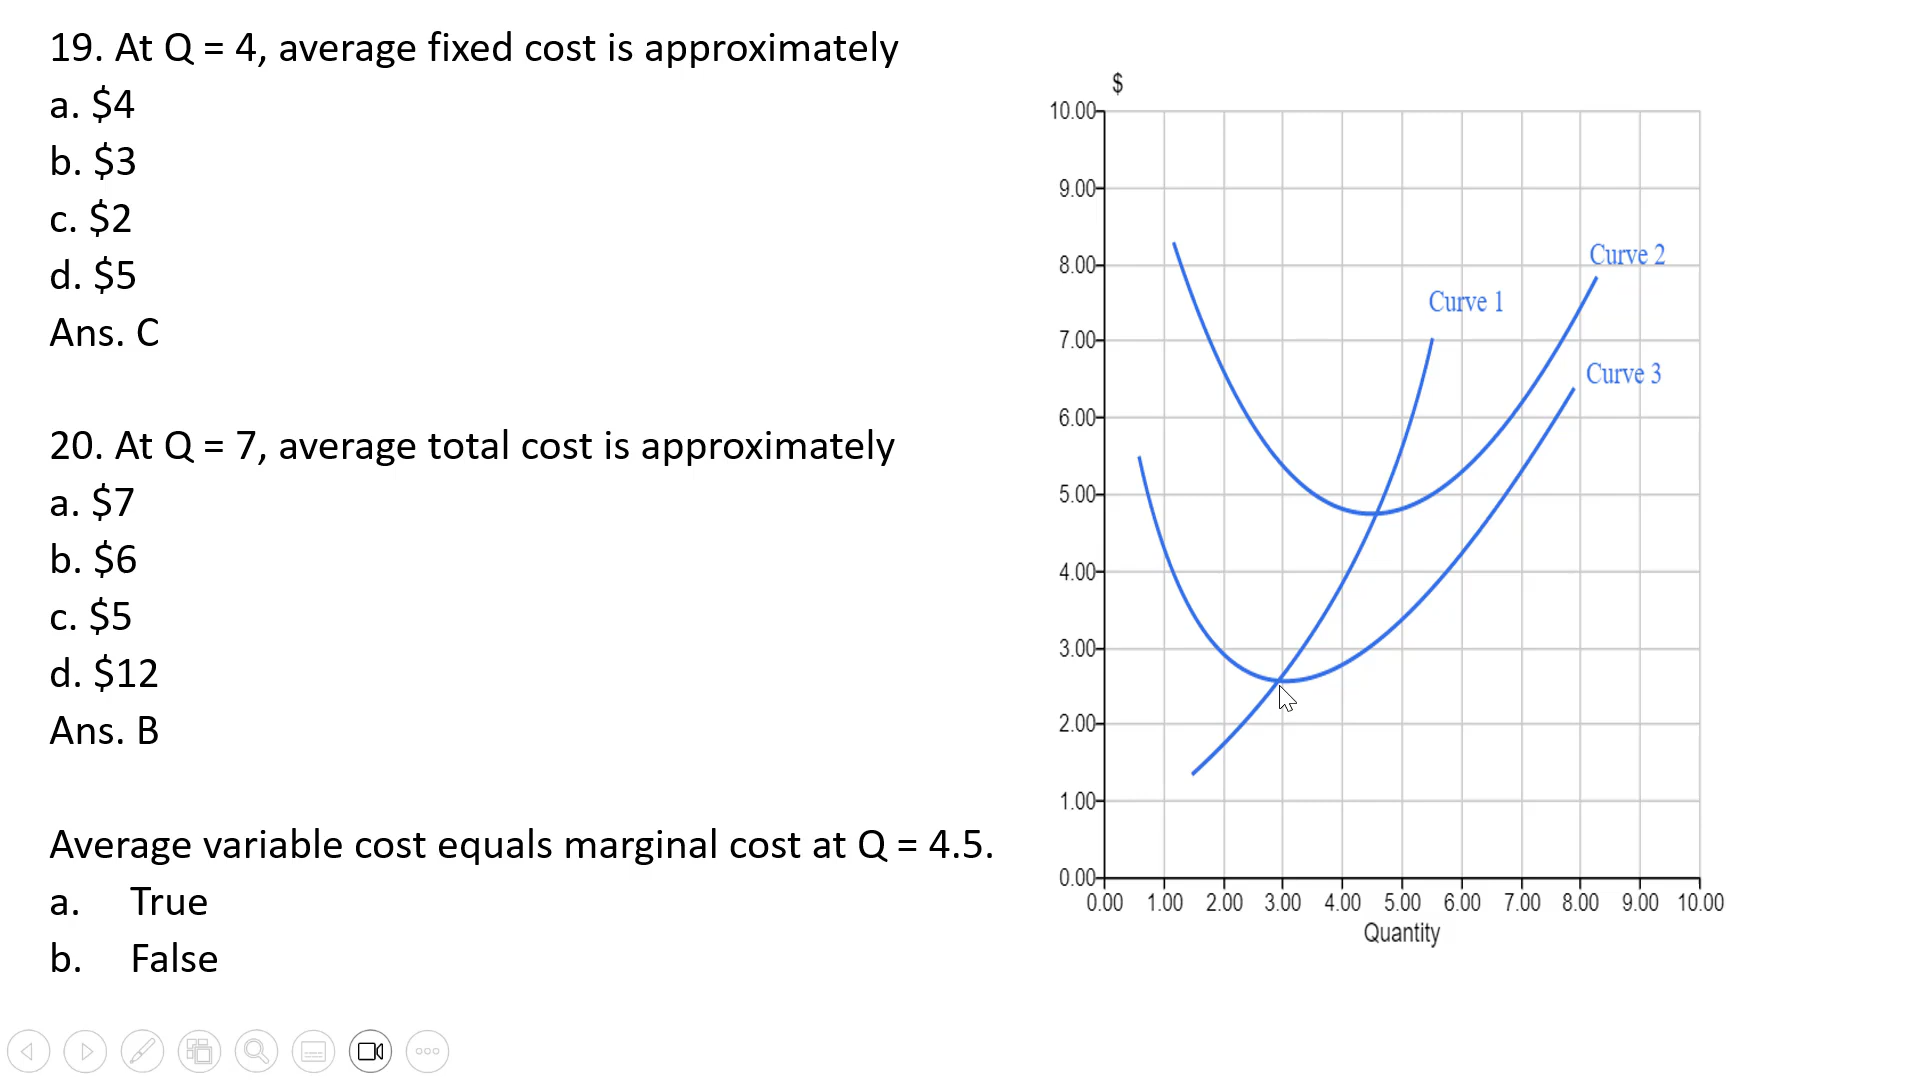 19. At Q = 4, average fixed cost is approximately
a. $4
b. $3
c. $2
d. $5
Ans. C
20. At Q = 7, average total cost is approximately
a. $7
b. $6
c. $5
d. $12
Ans. B
Average variable cost equals marginal cost at Q = 4.5.
a. True
b. False
$
10.00
9.00
8.00
7.00
6.00
5.00
4.00
3.00
2.00
1.00
0.00
Curve 2
Curve 1
Curve 3
0.00 1.00 2.00 3.00 4.00 5.00 6.00 7.00 8.00 9.00 10.00
Quantity